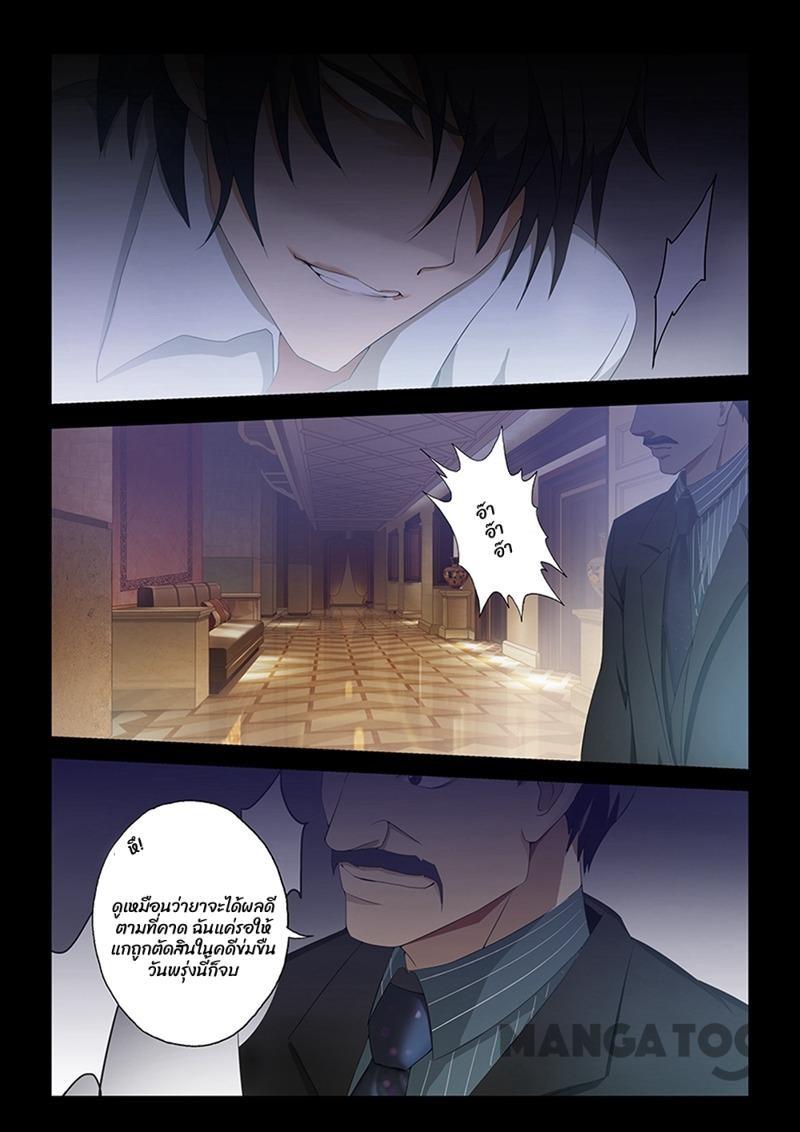 อ๊า
อ๊า
อ๊า
หึ!
ดูเหมือนว่ายาจะได้ผลดี
ตามที่คาด ฉันแค่รอให้
แกถูกตัดสินในคดีข่มขืน
วันพรุ่งนี้ก็จบ
MANGATOO